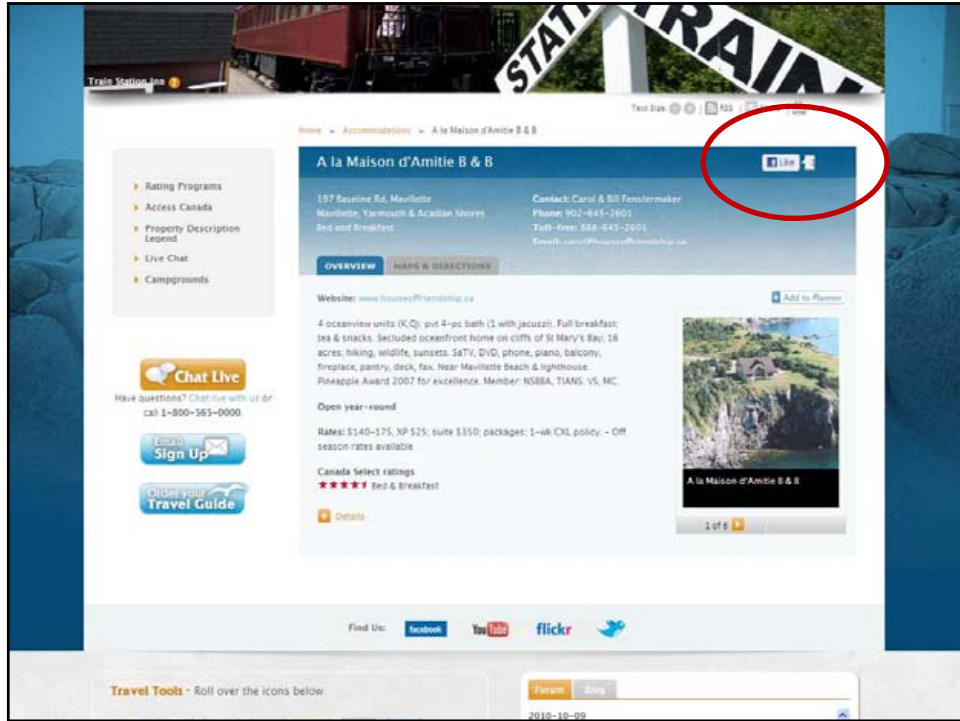 STATE
TRAIN
Train Station Inn ?
Text Size: RSS
Home » Accommodations » A la Maison d'Amitie B & B
A la Maison d'Amitie B & B
Like
197 Baseline Rd, Mavillette
Mavillette, Yarmouth & Acadian Shores
Bed and Breakfast
Contact: Carol & Bill Fenstermaker
Phone: 902-645-2601
Toll-free: 888-645-2601
Email: carol@houseoffriendship.ca
Rating Programs
Access Canada
Property Description
Legend
Live Chat
Campgrounds
OVERVIEW
MAPS & DIRECTIONS
Website: www.houseoffriendship.ca
Add to Planner
4 oceanview units (K,Q): pvt 4-pc bath (1 with jacuzzi). Full breakfast;
tea & snacks. Secluded oceanfront home on cliffs of St Mary's Bay; 16
acres; hiking, wildlife, sunsets. SaTV, DVD, phone, piano, balcony,
fireplace, pantry, deck, fax. Near Mavillette Beach & lighthouse.
Pineapple Award 2007 for excellence. Member: NSBBA, TIANS. VS, MC.
Open year-round
Rates: $140-175, XP $25; suite $350; packages; 1-wk CXL policy; - Off
season rates available
Canada Select ratings
Bed & Breakfast
Details
A la Maison d'Amitie B & B
1 of 6
Chat Live
Have questions? Chat live with us or
call 1-800-565-0000.
Email
Sign Up
Order your
Travel Guide
Find Us: facebook YouTube flickr
Travel Tools - Roll over the icons below
Forum Blog
2010-10-09